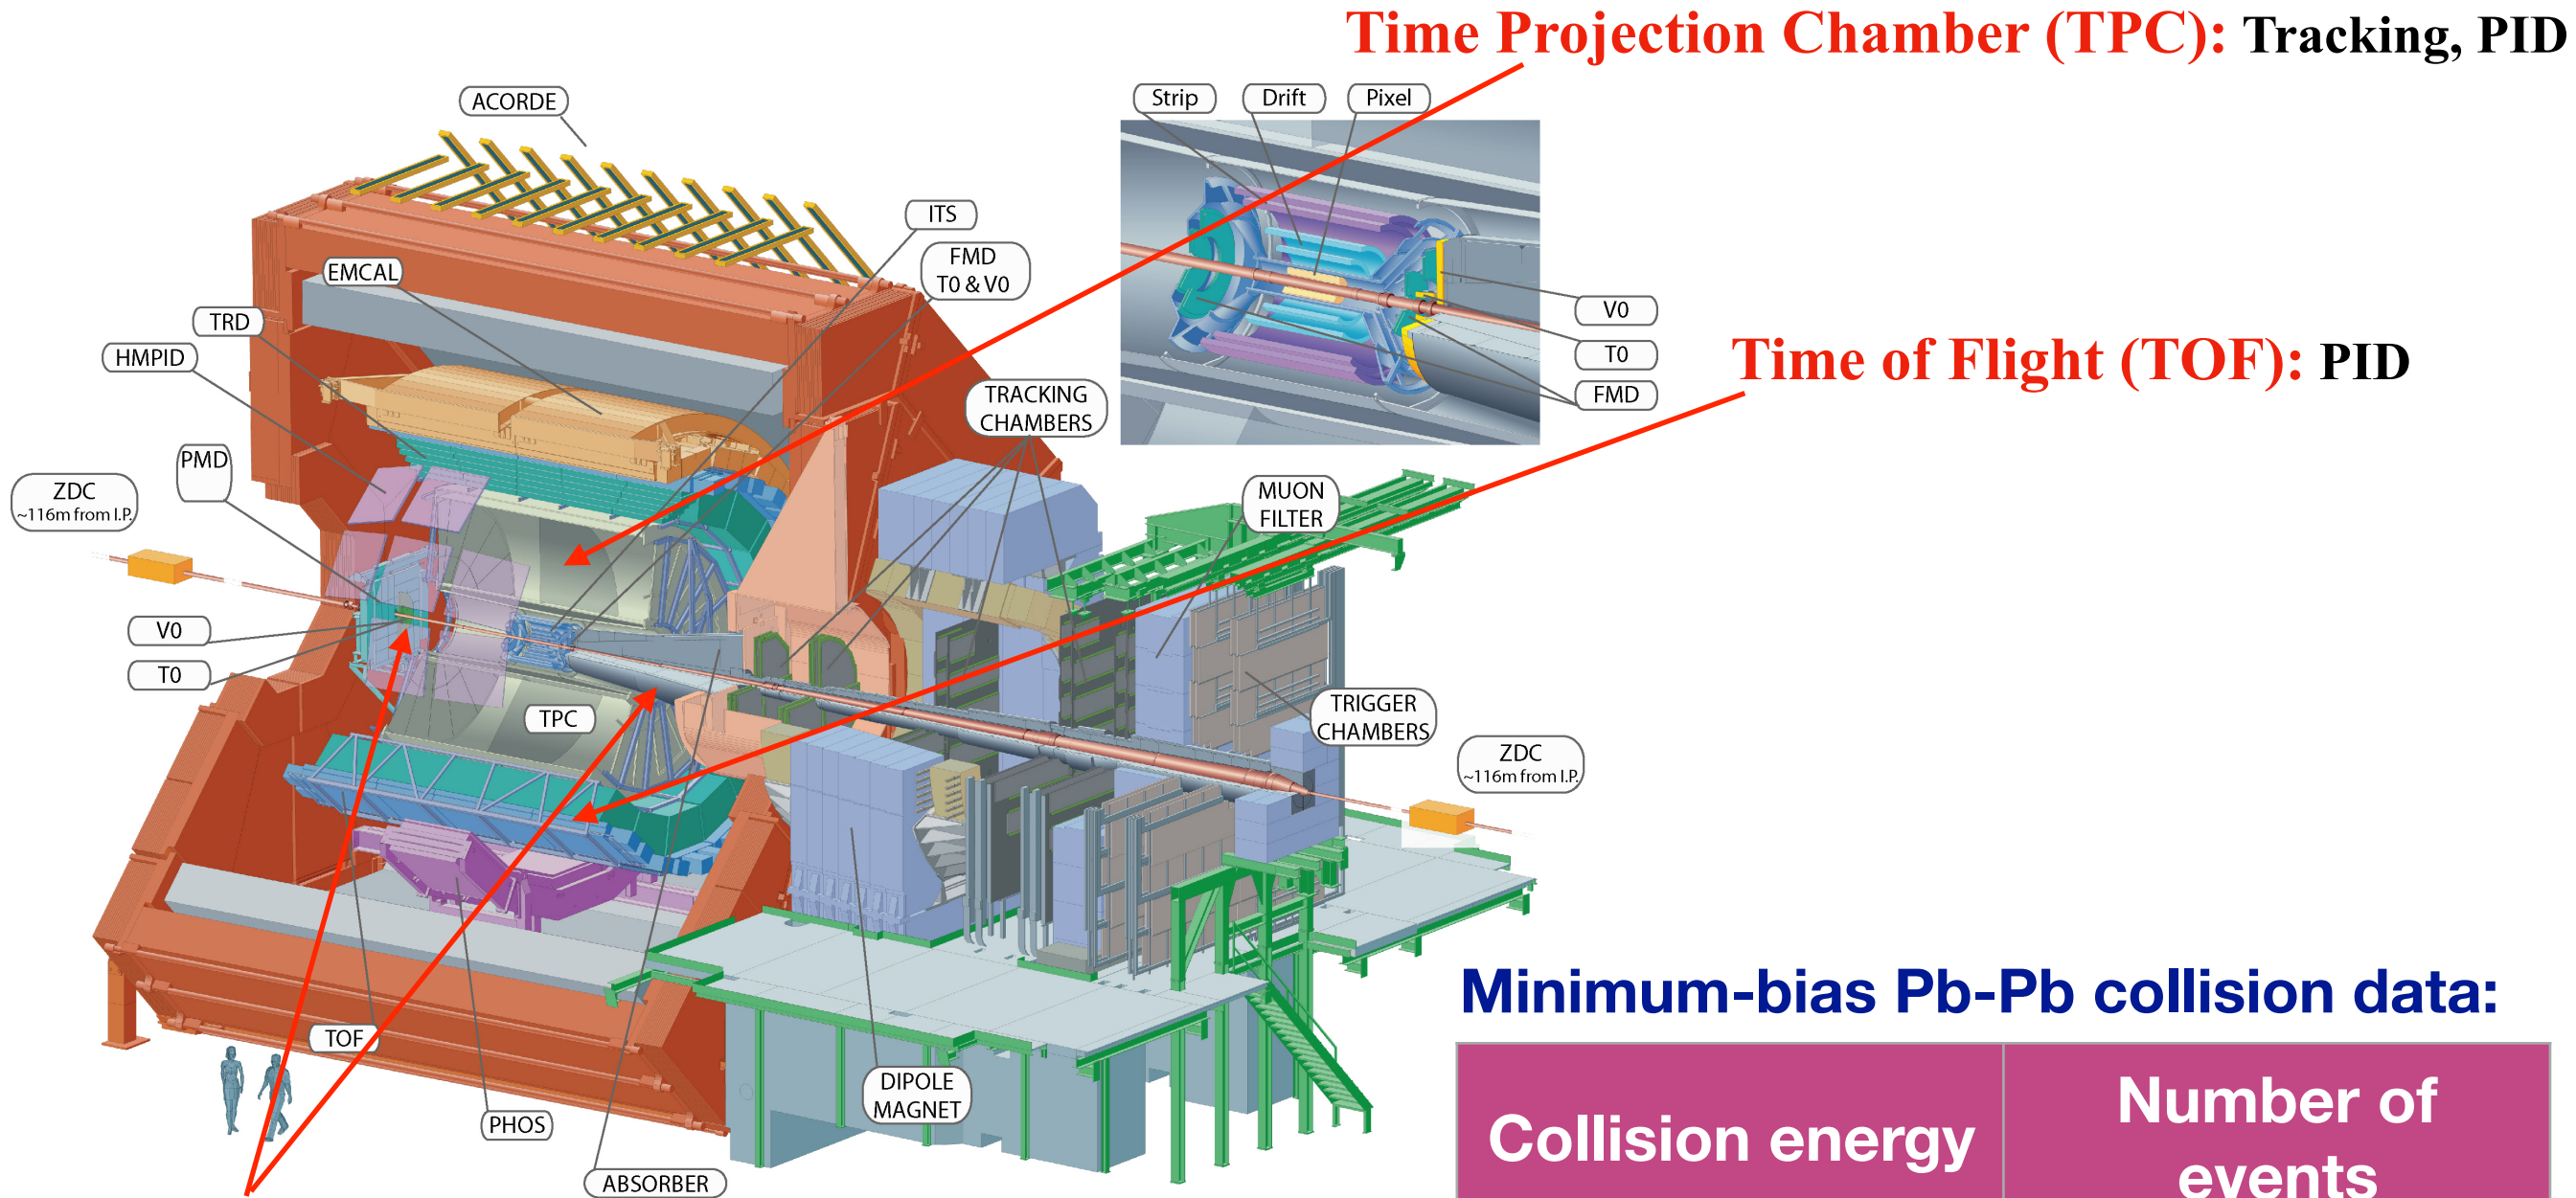 Time Projection Chamber (TPC): Tracking, PID
ACORDE
Strip
Drift
Pixel
ITS
FMD
T0 & V0
EMCAL
TRD
HMPID
V0
T0
FMD
Time of Flight (TOF): PID
TRACKING
CHAMBERS
PMD
ZDC
~116m from I.P.
MUON
FILTER
V0
T0
TPC
TRIGGER
CHAMBERS
ZDC
~116m from I.P.
TOF
DIPOLE
MAGNET
PHOS
ABSORBER
Minimum-bias Pb-Pb collision data:
Collision energy
Number of
events